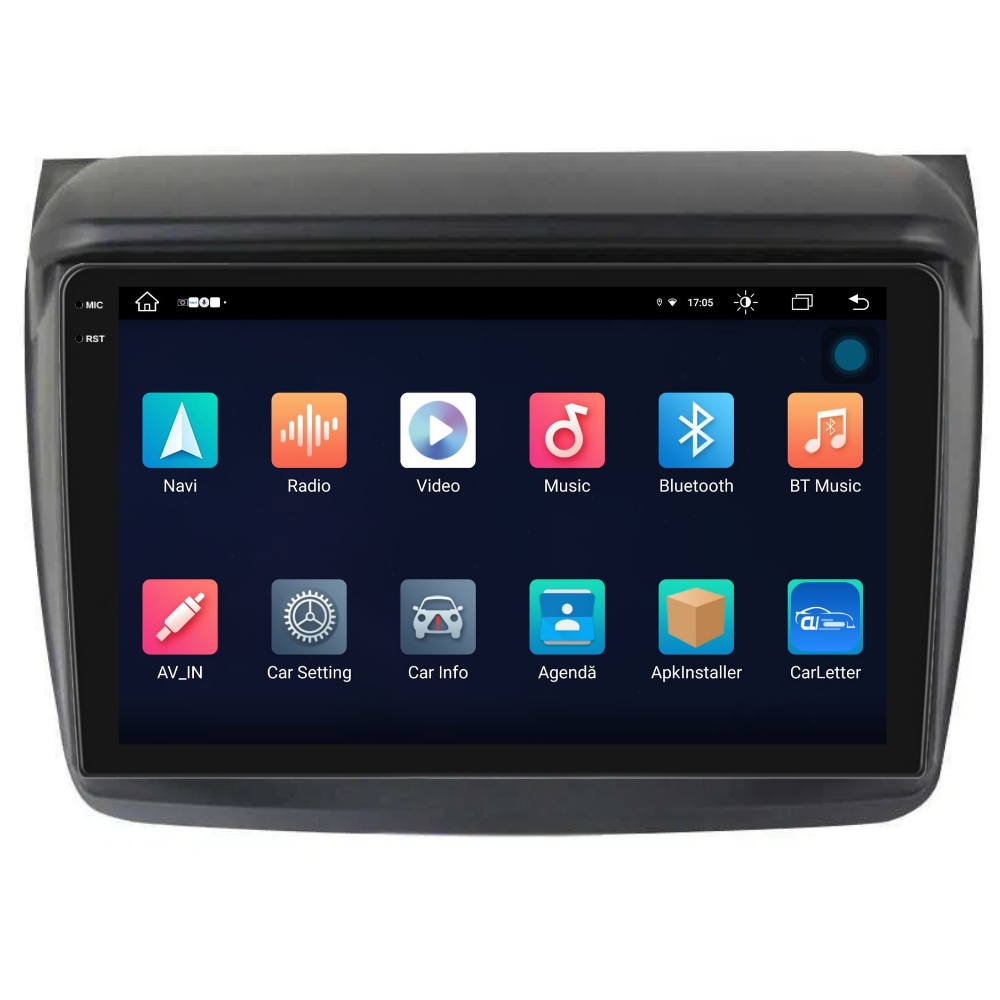 MIC
17:05
RST
Navi
Radio
Video
Music
Bluetooth
BT Music
AV_IN
Car Setting
Car Info
Agendă
ApkInstaller
CarLetter